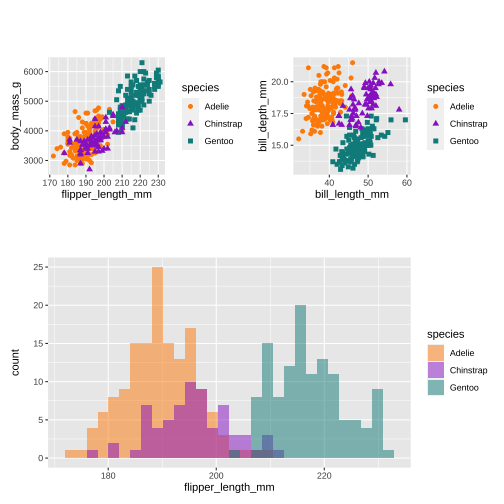 body_mass_g
6000
5000
4000
3000
170 180 190 200 210 220 230
flipper_length_mm
species
Adelie
Chinstrap
Gentoo
bill_depth_mm
20.0
17.5
15.0
40 50 60
bill_length_mm
species
Adelie
Chinstrap
Gentoo
count
25
20
15
10
5
0
180 200 220
flipper_length_mm
species
Adelie
Chinstrap
Gentoo